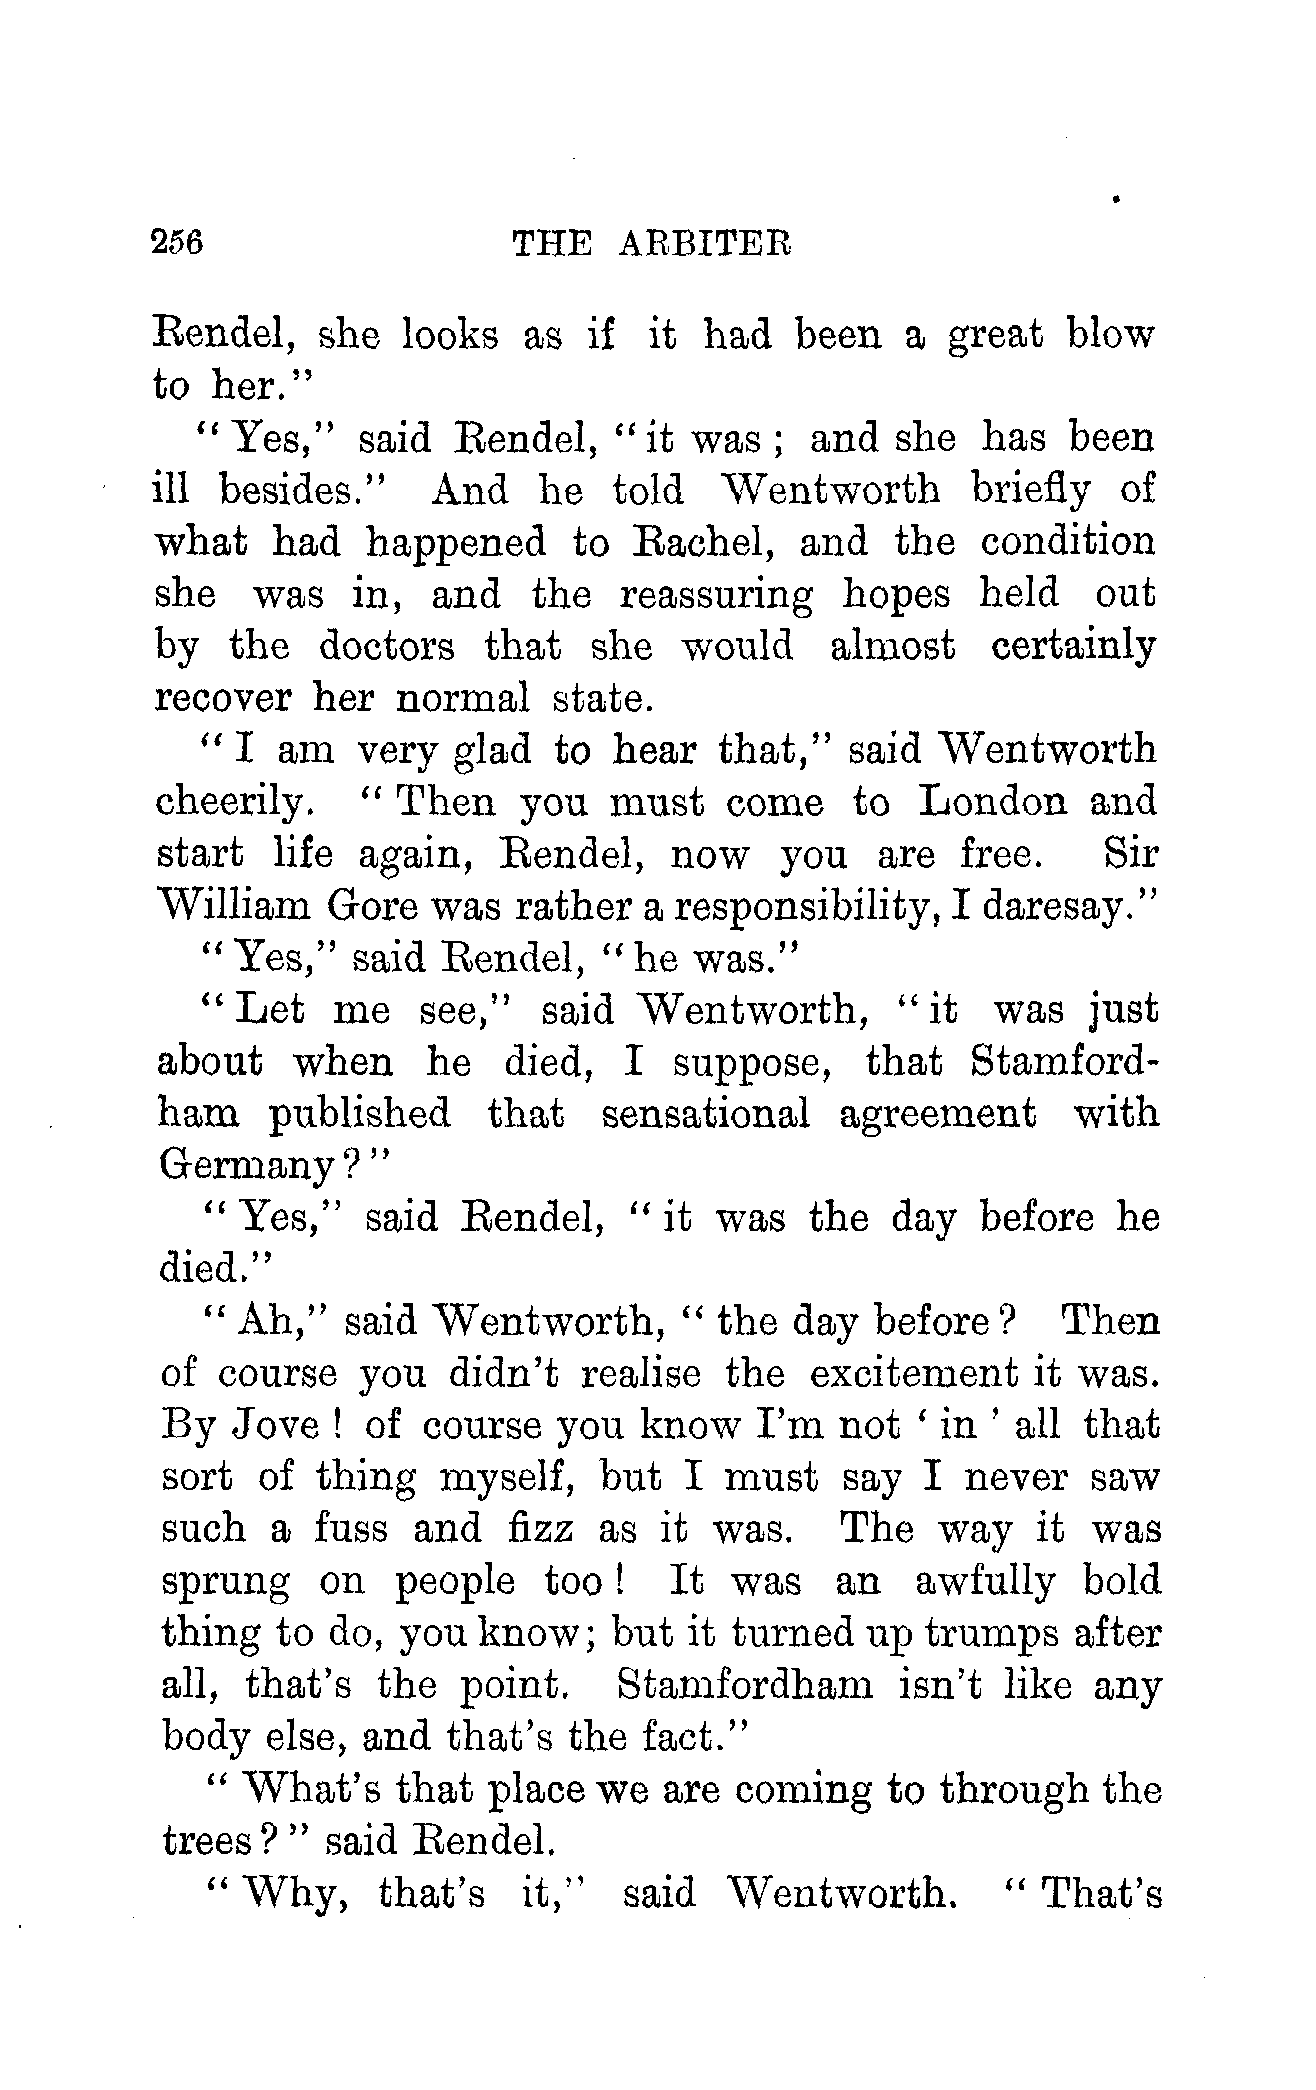 256 THE ARBITER
Rendel, she looks as if it had been a great blow
to her."
"Yes," said Rendel, "it was; and she has been
ill besides." And he told Wentworth briefly of
what had happened to Rachel, and the condition
she was in, and the reassuring hopes held out
by the doctors that she would almost certainly
recover her normal state.
"I am very glad to hear that," said Wentworth
cheerily. "Then you must come to London and
start life again, Rendel, now you are free. Sir
William Gore was rather a responsibility, I daresay."
"Yes," said Rendel, "he was."
"Let me see," said Wentworth, "it was just
about when he died, I suppose, that Stamford-
ham published that sensational agreement with
Germany?"
"Yes," said Rendel, "it was the day before he
died."
"Ah," said Wentworth, "the day before? Then
of course you didn't realise the excitement it was.
By Jove! of course you know I'm not 'in' all that
sort of thing myself, but I must say I never saw
such a fuss and fizz as it was. The way it was
sprung on people too! It was an awfully bold
thing to do, you know; but it turned up trumps after
all, that's the point. Stamfordham isn't like any
body else, and that's the fact."
"What's that place we are coming to through the
trees?" said Rendel.
"Why, that's it," said Wentworth. "That's